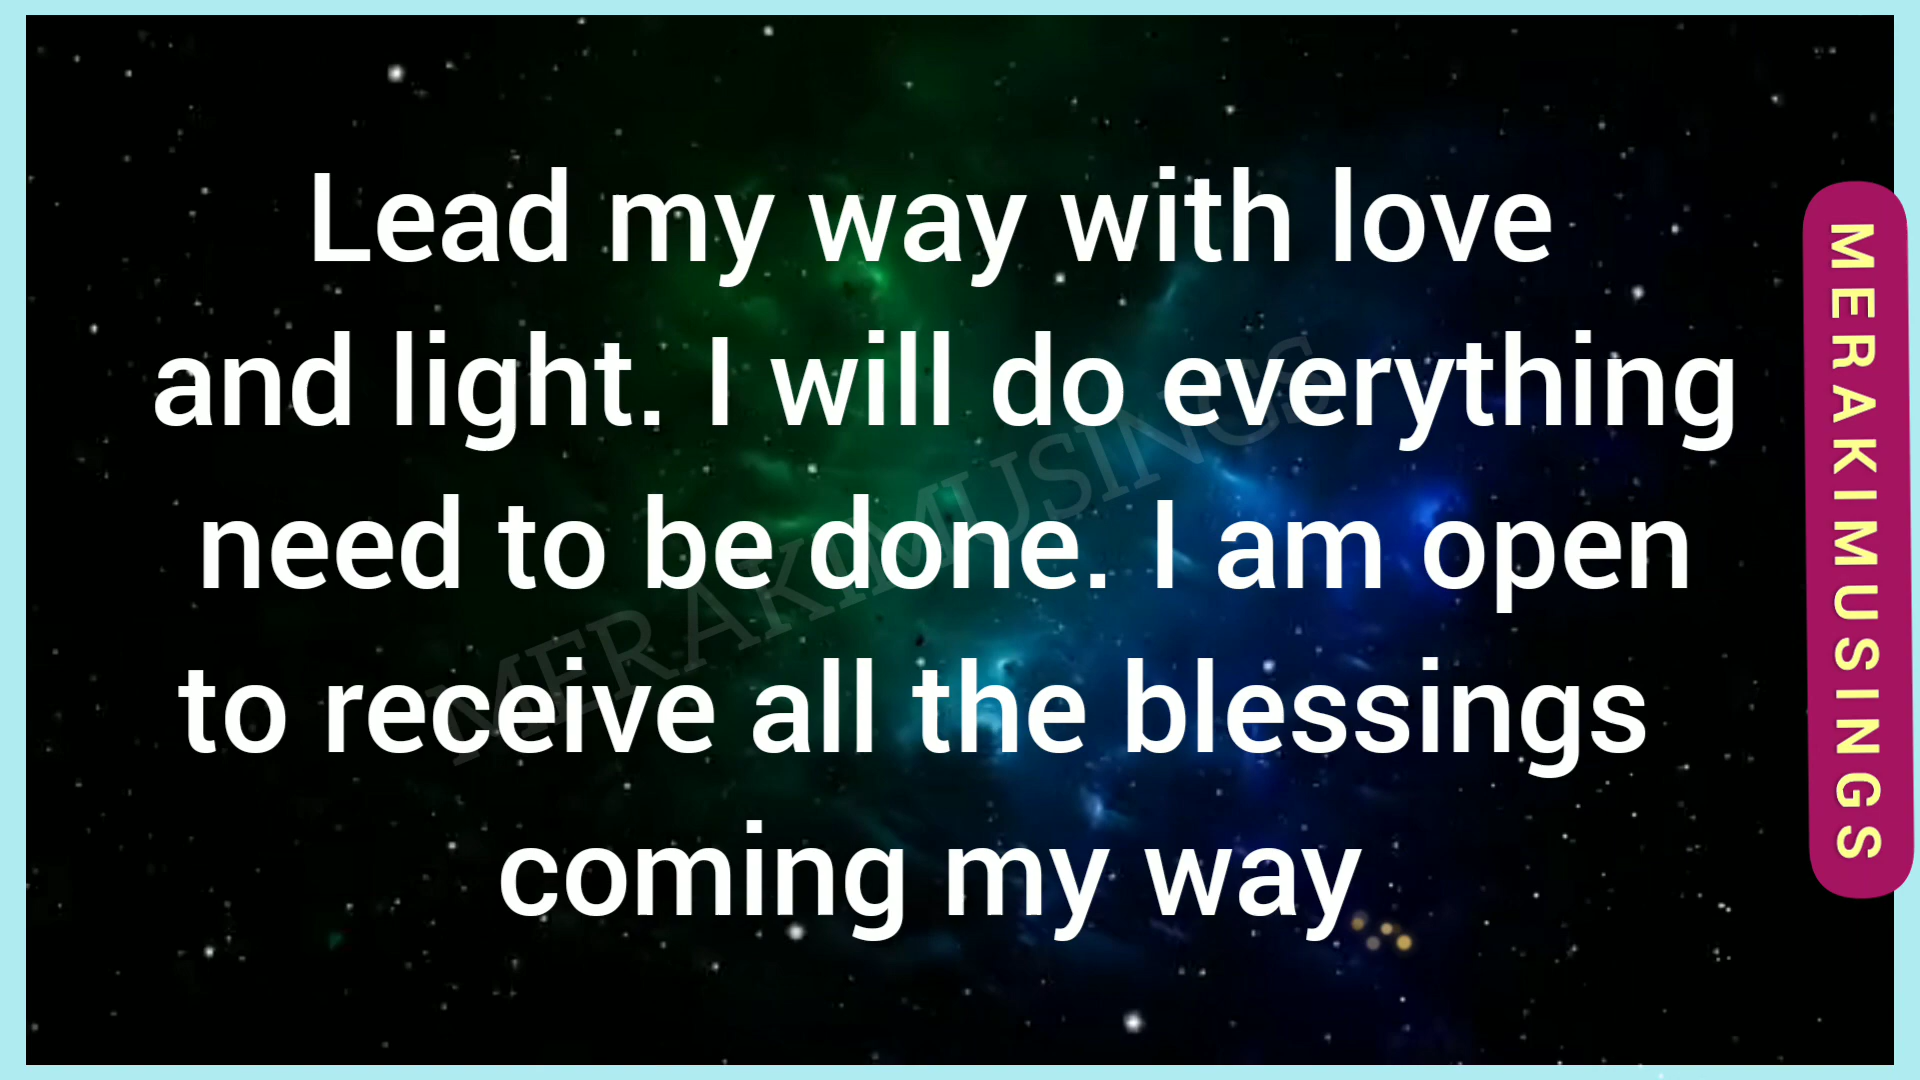 Lead my way with love
and light. I will do everything
need to be done. I am open
to receive all the blessings
coming my way
MERAKIMUSINGS
MERAKIMUSINGS